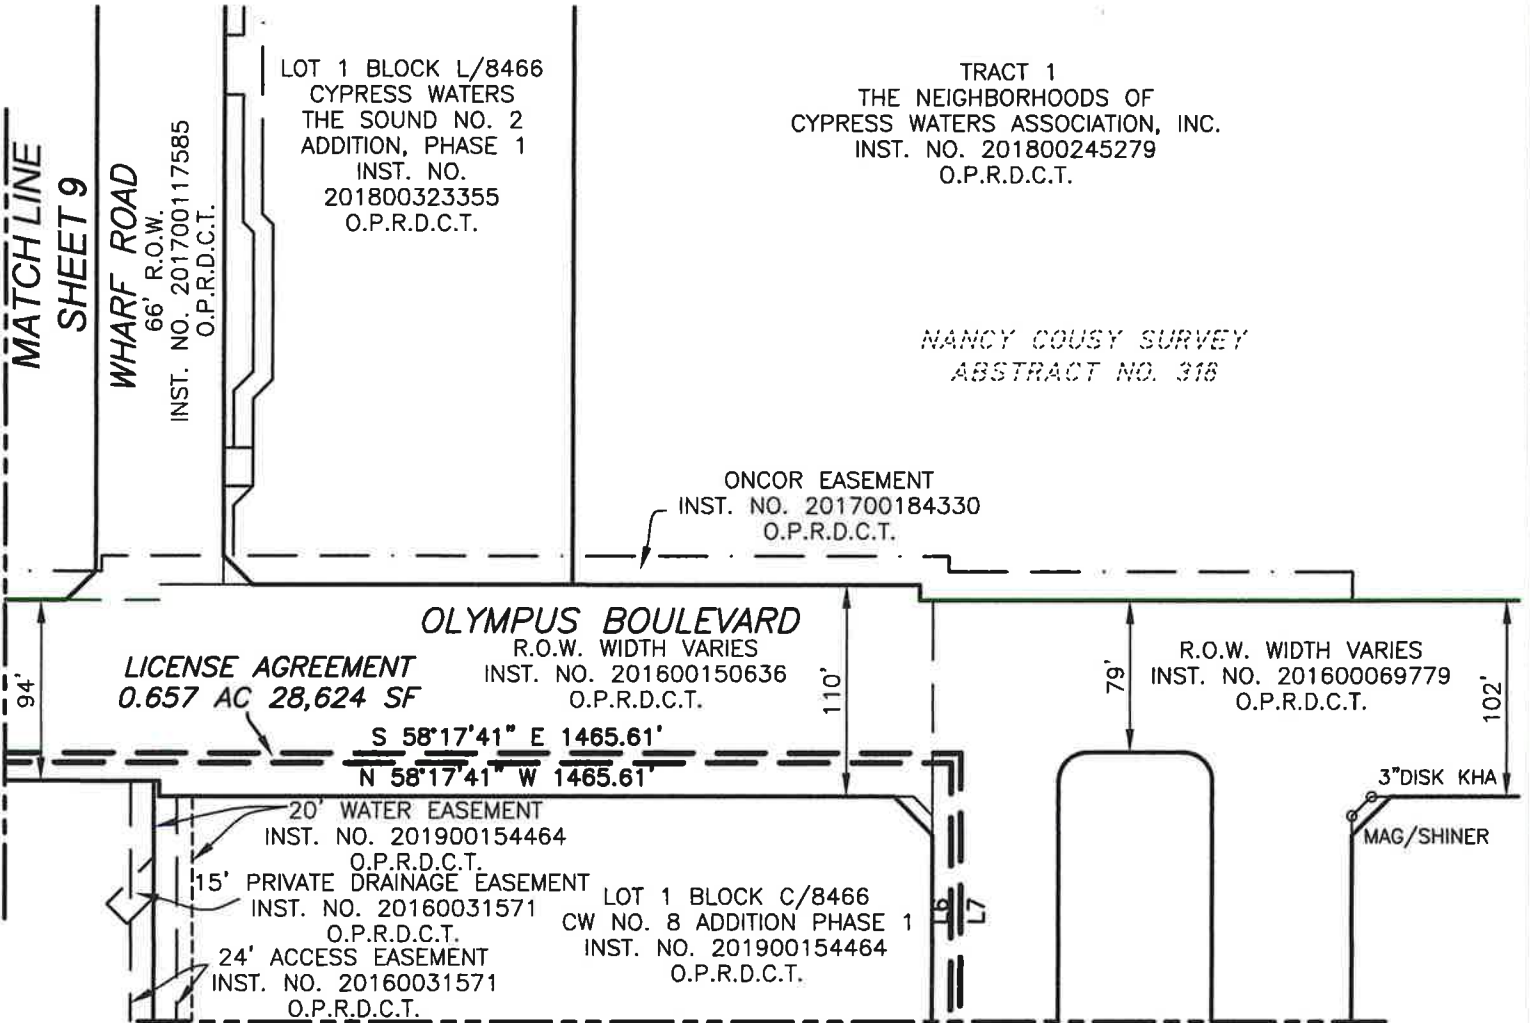 MATCH LINE
SHEET 9
WHARF ROAD
66' R.O.W.
INST. NO. 201700117585
O.P.R.D.C.T.
LOT 1 BLOCK L/8466
CYPRESS WATERS
THE SOUND NO. 2
ADDITION, PHASE 1
INST. NO.
201800323355
O.P.R.D.C.T.
TRACT 1
THE NEIGHBORHOODS OF
CYPRESS WATERS ASSOCIATION, INC.
INST. NO. 201800245279
O.P.R.D.C.T.
NANCY COUSY SURVEY
ABSTRACT NO. 318
ONCOR EASEMENT
INST. NO. 201700184330
O.P.R.D.C.T.
OLYMPUS BOULEVARD
R.O.W. WIDTH VARIES
INST. NO. 201600150636
O.P.R.D.C.T.
LICENSE AGREEMENT
0.657 AC 28,624 SF
94'
110'
79'
R.O.W. WIDTH VARIES
INST. NO. 201600069779
O.P.R.D.C.T.
102'
S 58°17'41" E 1465.61'
N 58°17'41" W 1465.61'
3"DISK KHA
MAG/SHINER
20' WATER EASEMENT
INST. NO. 201900154464
O.P.R.D.C.T.
15' PRIVATE DRAINAGE EASEMENT
INST. NO. 20160031571
O.P.R.D.C.T.
24' ACCESS EASEMENT
INST. NO. 20160031571
O.P.R.D.C.T.
LOT 1 BLOCK C/8466
CW NO. 8 ADDITION PHASE 1
INST. NO. 201900154464
O.P.R.D.C.T.
L6
L7